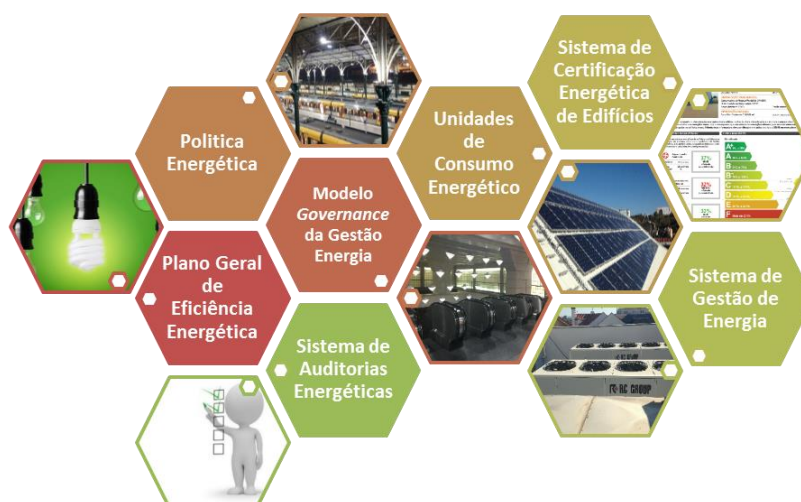 Politica
Energética
Plano Geral
de
Eficiência
Energética
Modelo
Governance
da Gestão
Energia
Sistema de
Auditorias
Energéticas
Unidades
de
Consumo
Energético
Sistema de
Certificação
Energética
de Edifícios
A+
A
B
B-
C
D
E
F
Sistema de
Gestão de
Energia
RC GROUP